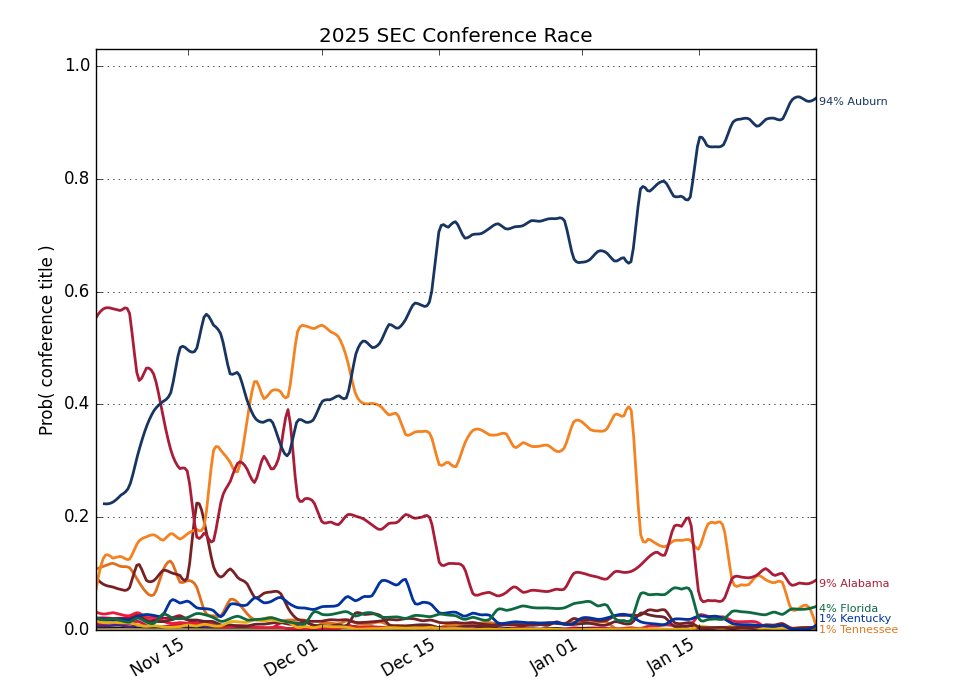 2025 SEC Conference Race
1.0
0.8
0.6
0.4
0.2
0.0
Prob( conference title )
Nov 15
Dec 01
Dec 15
Jan 01
Jan 15
94% Auburn
9% Alabama
4% Florida
1% Kentucky
1% Tennessee